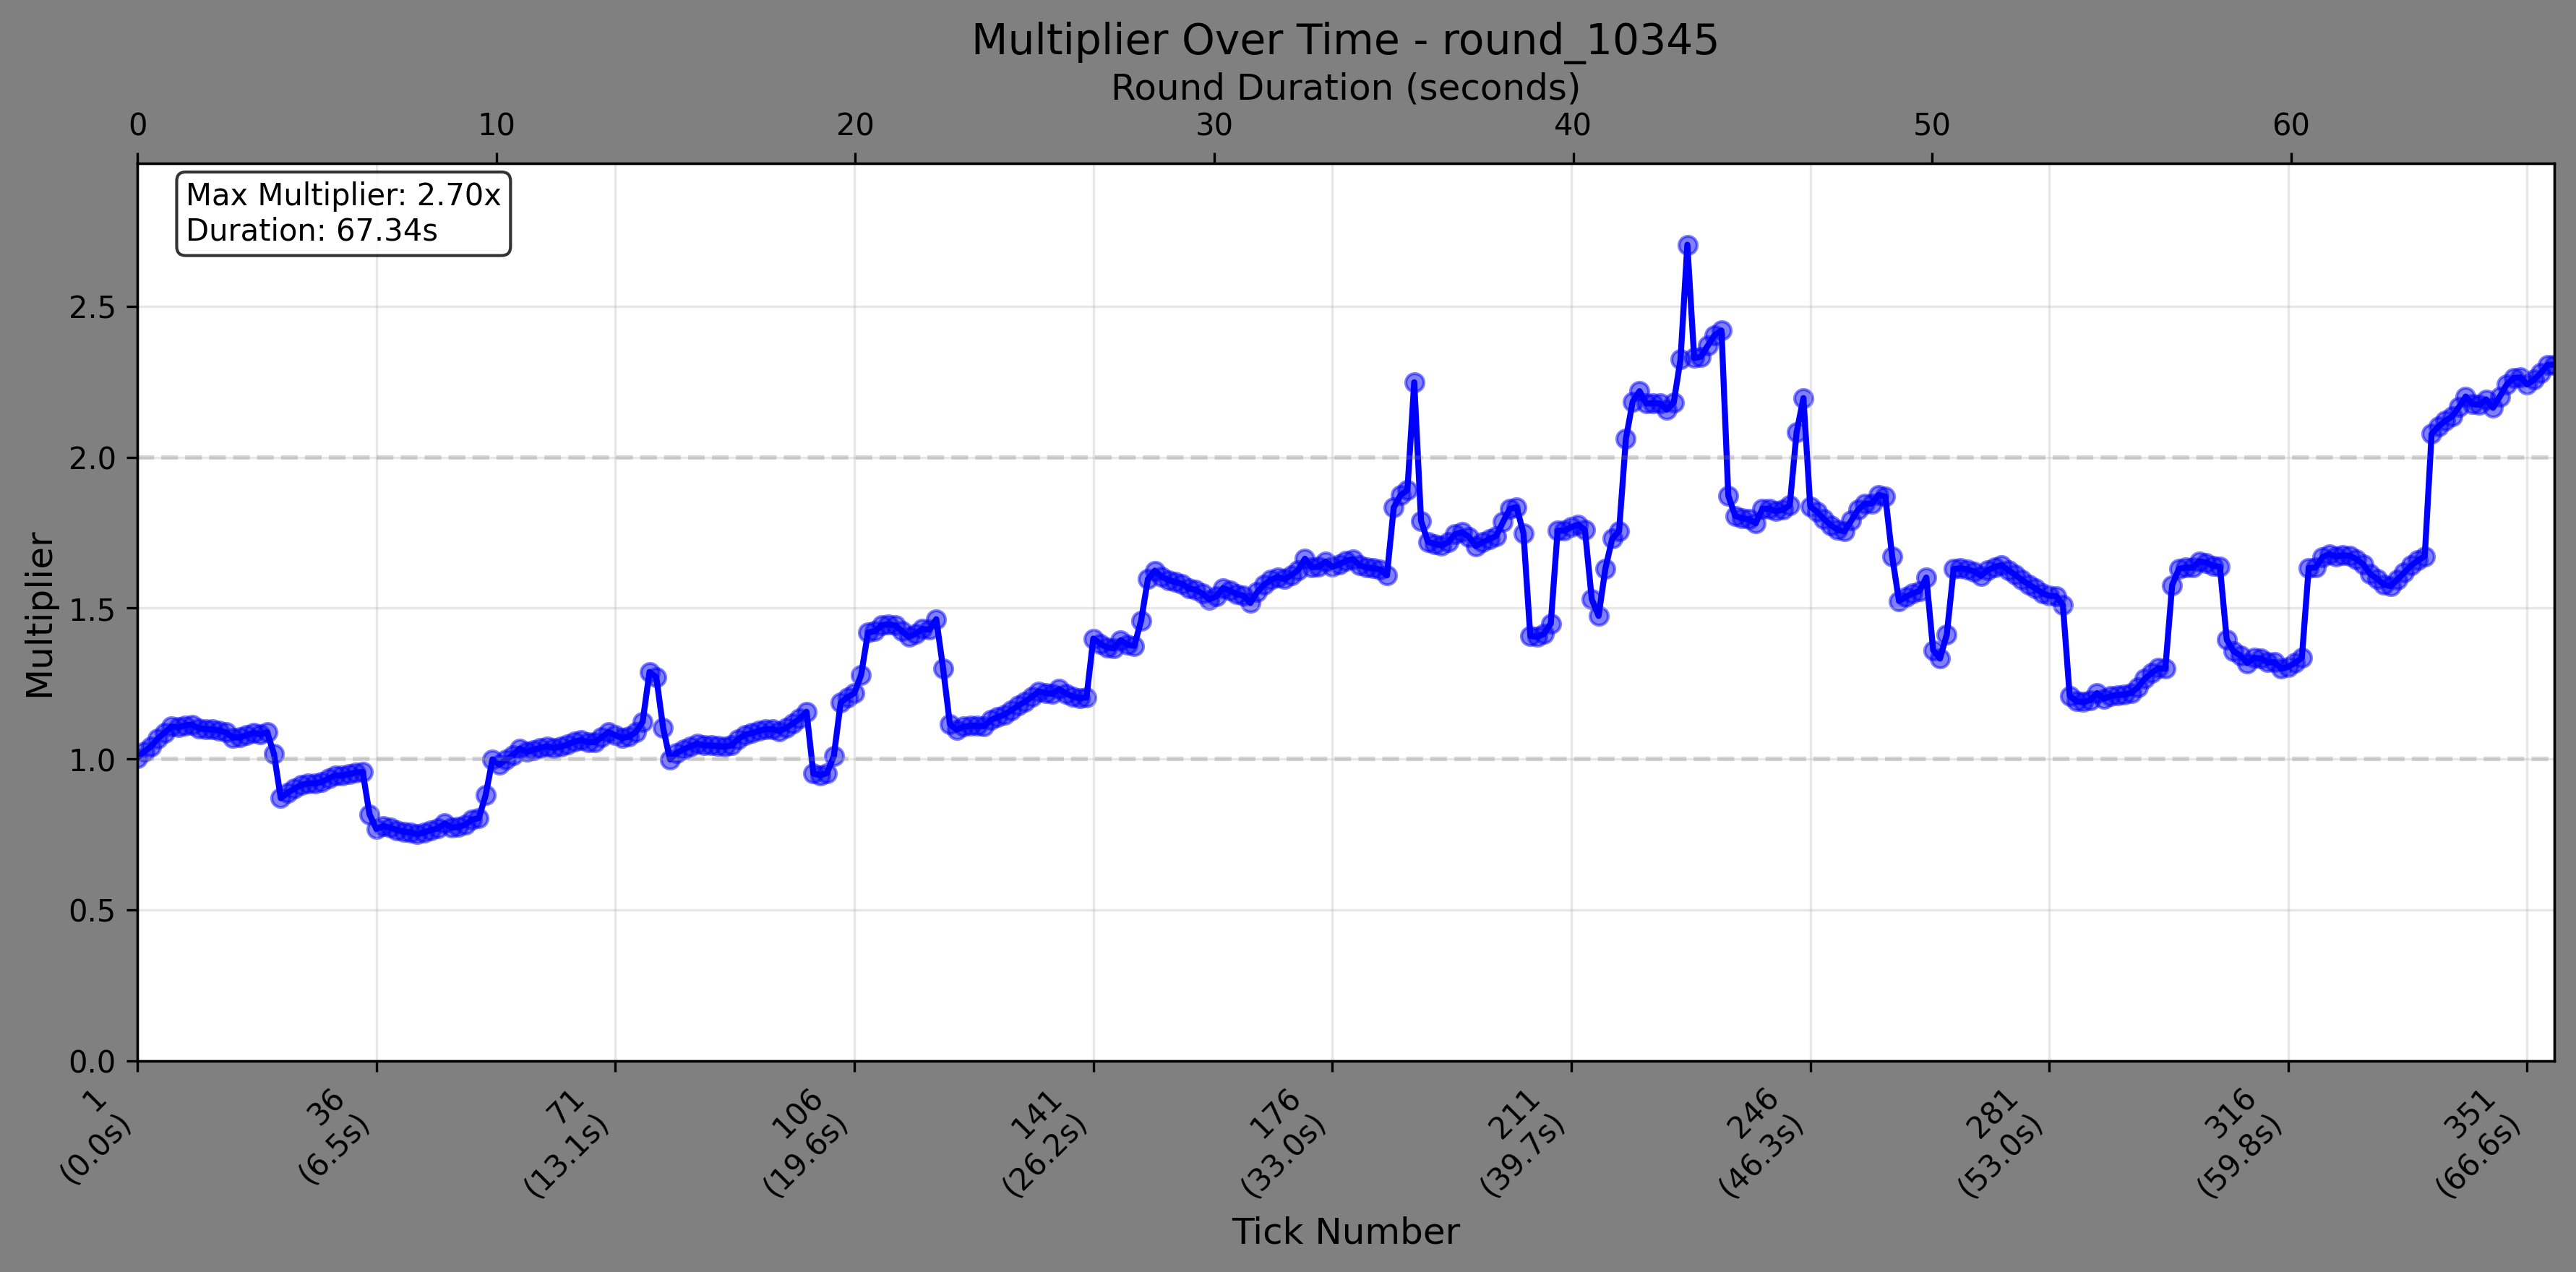 Multiplier Over Time - round_10345
Round Duration (seconds)
0 10 20 30 40 50 60
Max Multiplier: 2.70x
Duration: 67.34s
2.5
2.0
1.5
1.0
0.5
0.0
Multiplier
1
(0.0s)
36
(6.5s)
71
(13.1s)
106
(19.6s)
141
(26.2s)
176
(33.0s)
211
(39.7s)
246
(46.3s)
281
(53.0s)
316
(59.8s)
351
(66.6s)
Tick Number